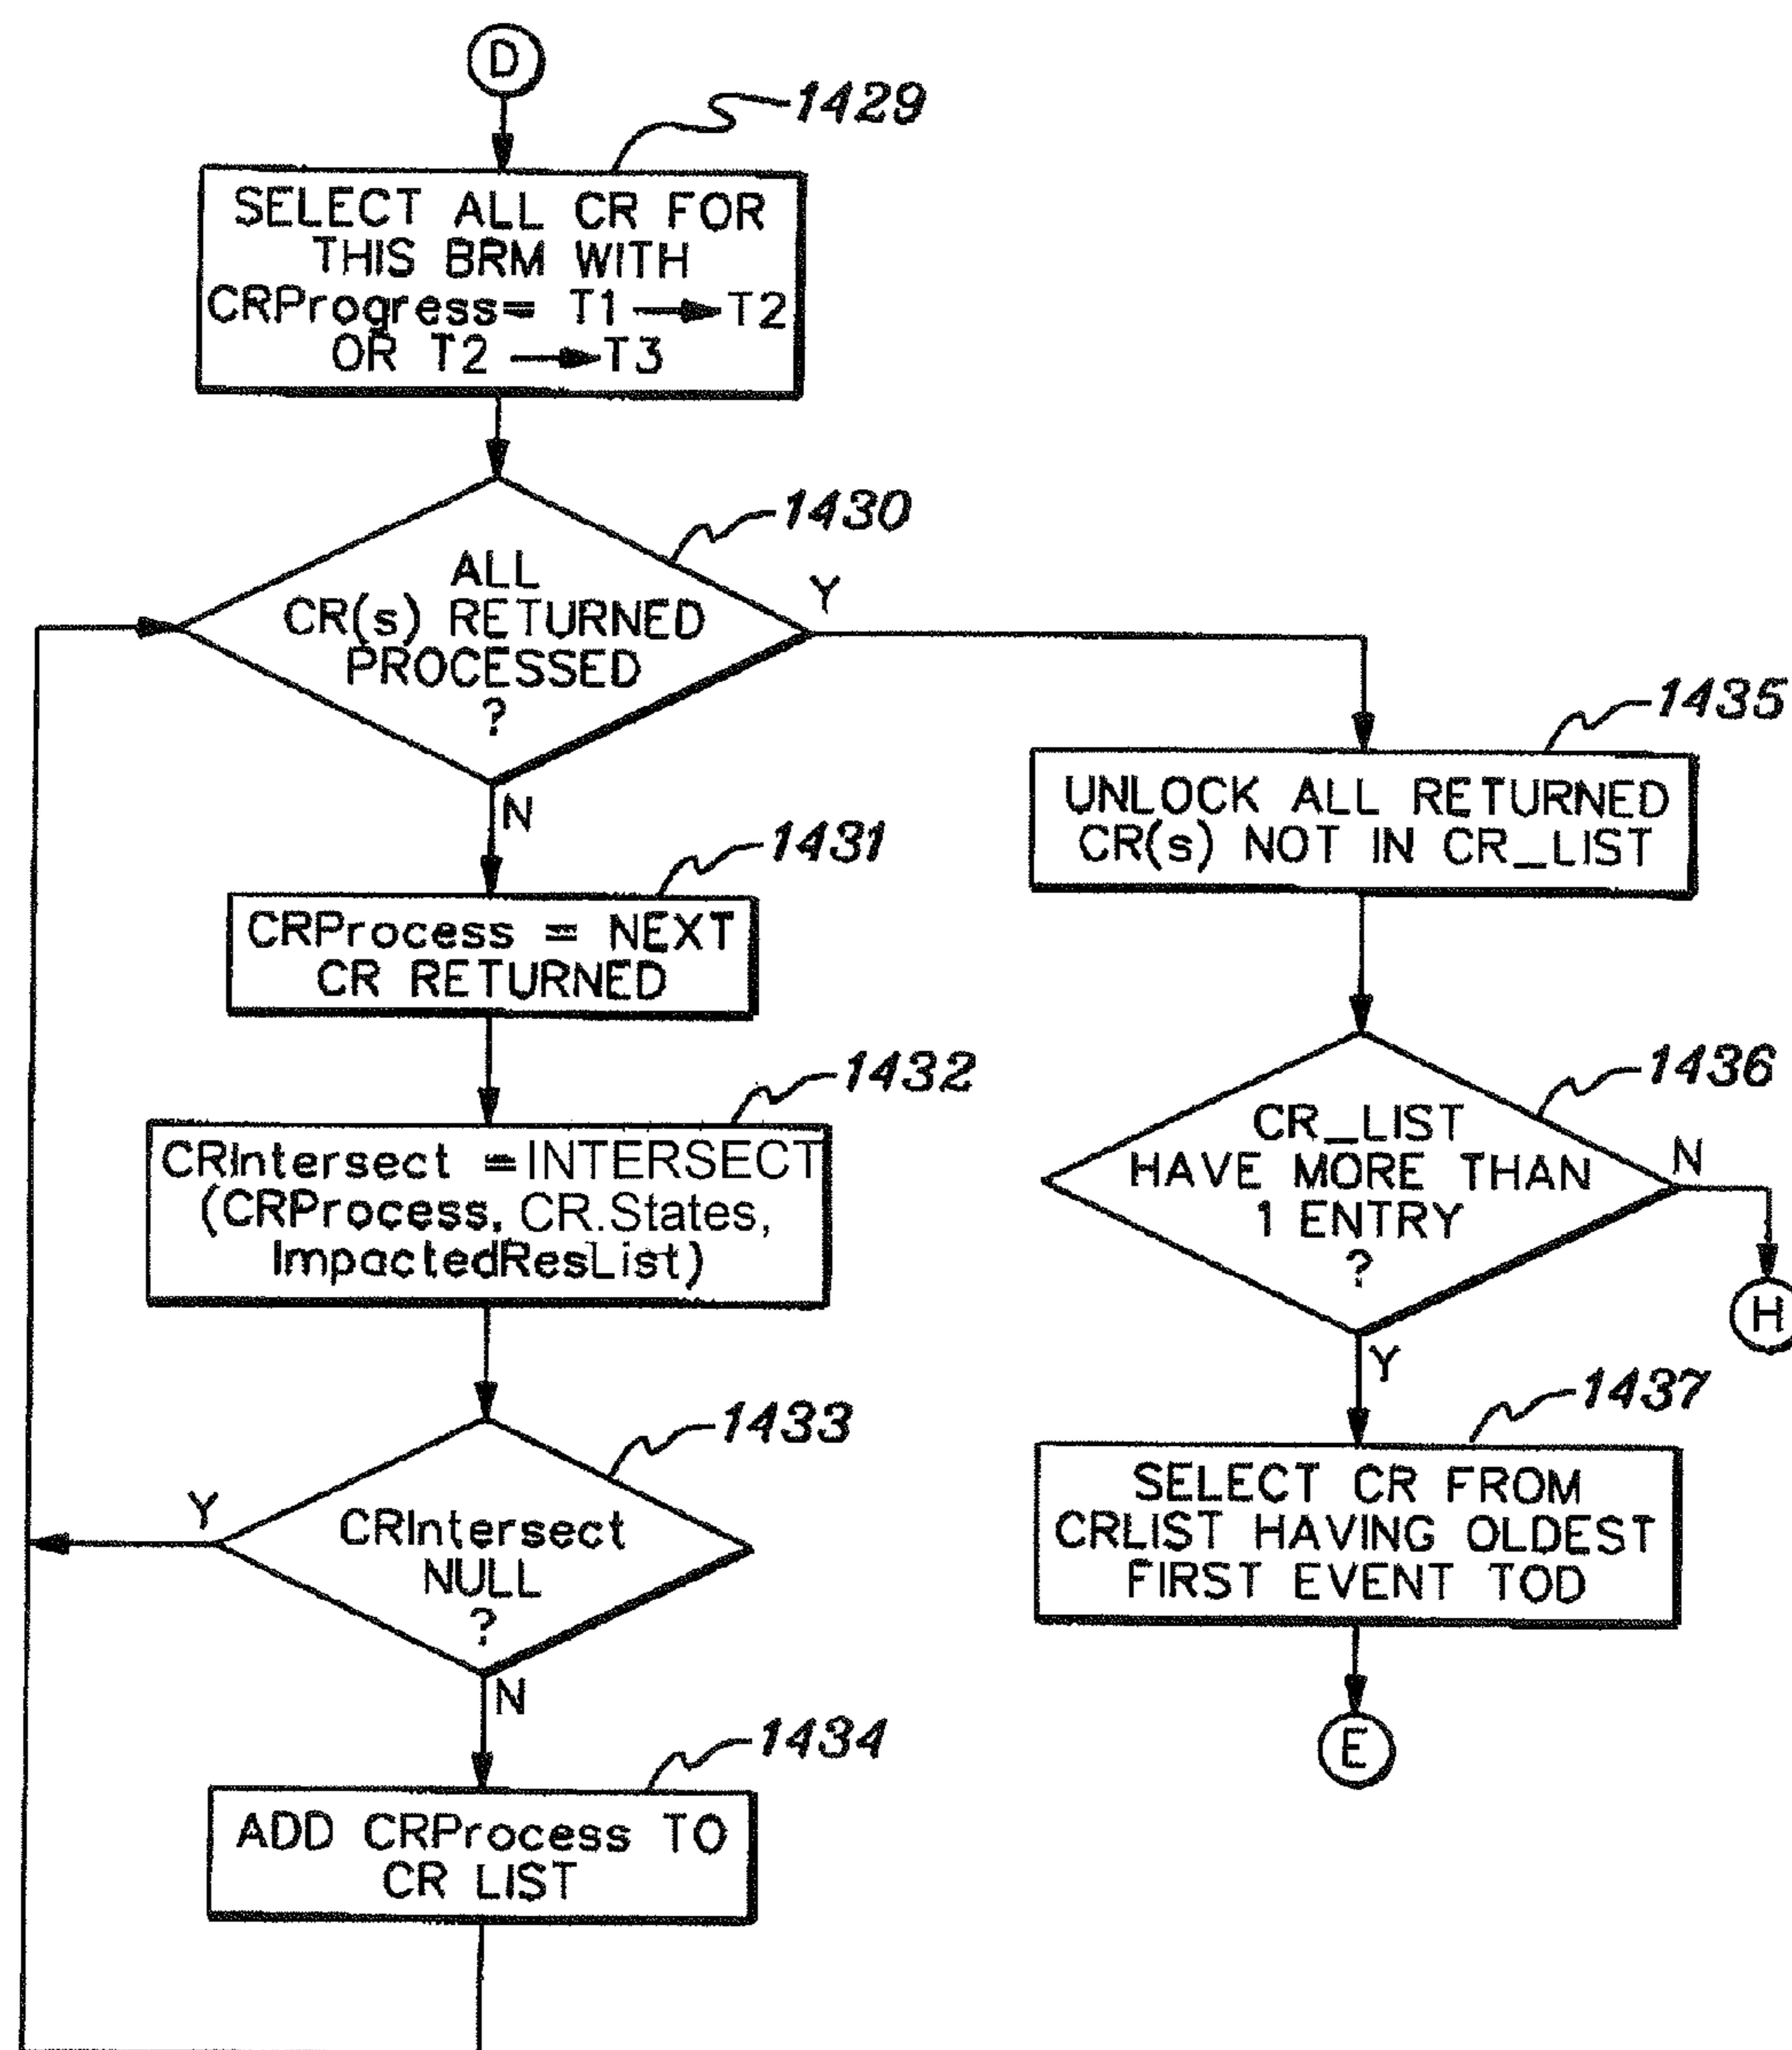 D
1429
SELECT ALL CR FOR
THIS BRM WITH
CRProgress= T1 → T2
OR T2 → T3
1430
ALL
CR(s) RETURNED
PROCESSED
?
Y
N
1431
CRProcess = NEXT
CR RETURNED
1432
CRIntersect = INTERSECT
(CRProcess, CR.States,
ImpactedResList)
1433
CRIntersect
NULL
?
Y
N
1434
ADD CRProcess TO
CR LIST
1435
UNLOCK ALL RETURNED
CR(s) NOT IN CR_LIST
1436
CR_LIST
HAVE MORE THAN
1 ENTRY
?
N
H
Y
1437
SELECT CR FROM
CRLIST HAVING OLDEST
FIRST EVENT TOD
E